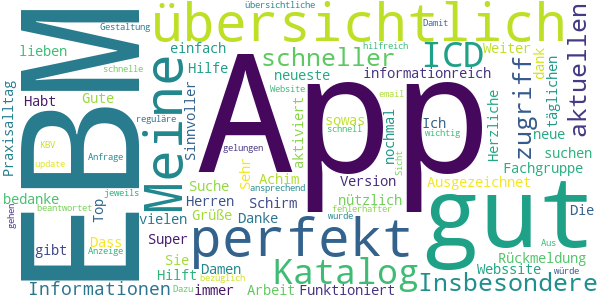 übersichtliche
Damit
Gestaltung
übersichtlich
lieben
einfach
schneller
hilfreich
ICD
Weiter
dank
aktuellen
EBM
Meine
App
schnelle
Habt
Hilfe
neueste
informationreich
Website
email
Praxisalltag
Gute
Sinnvoller
aktiviert
sowas
Ich
zugriff
täglichen
reguläre
schnell
nochmal
wichtig
Herzliche
neue
KBV
update
Anfrage
gelungen
Sicht
suchen
Fachgruppe
gehen
jeweils
Sehr
Achim
Version
Ausgezeichnet
gut
bedanke
Suche
ansprechend
nützlich
beantwortet
Top
Herren
Schirm
fehlerhafter
Die
vielen
Grüße
Danke
wurde
gibt
Dass
Super
perfekt
Webssite
Rückmeldung
Anzeige
Sie
Damen
Katalog
Aus
Hilft
bezüglich
Insbesondere
Informationen
immer
Dazu
Arbeit
Funktioniert
würde